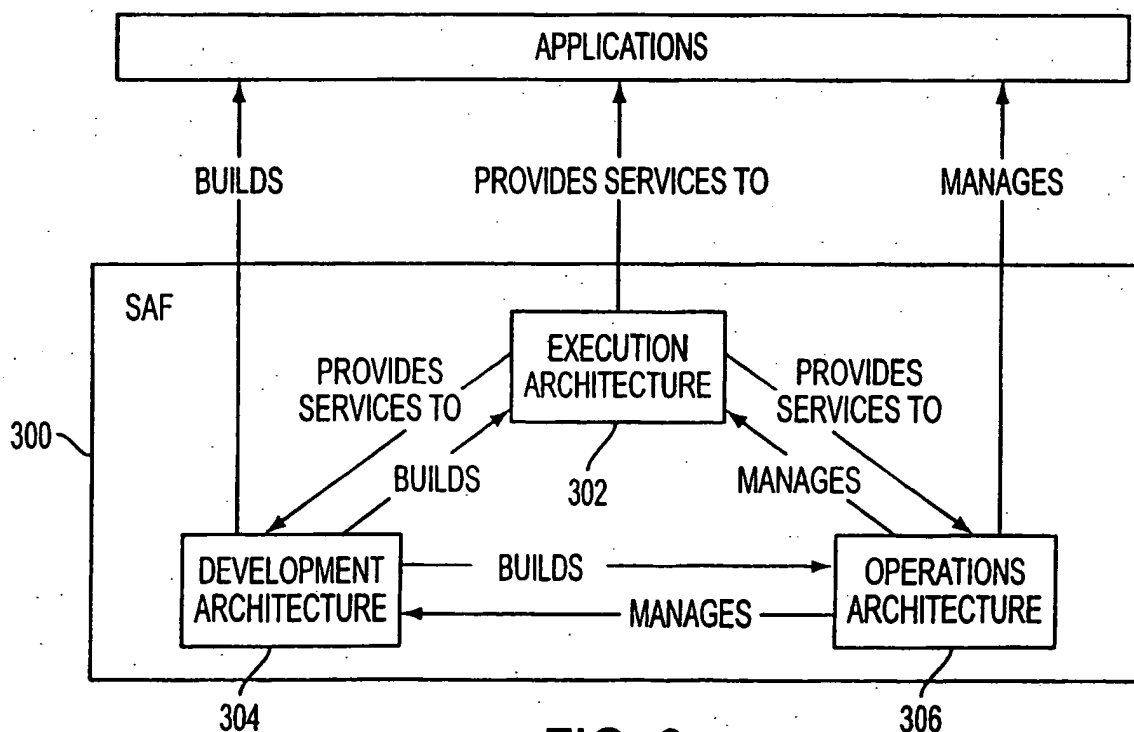 APPLICATIONS
BUILDS
PROVIDES SERVICES TO
MANAGES
SAF
EXECUTION
ARCHITECTURE
302
PROVIDES
SERVICES TO
PROVIDES
SERVICES TO
300
BUILDS
MANAGES
DEVELOPMENT
ARCHITECTURE
304
BUILDS
MANAGES
OPERATIONS
ARCHITECTURE
306